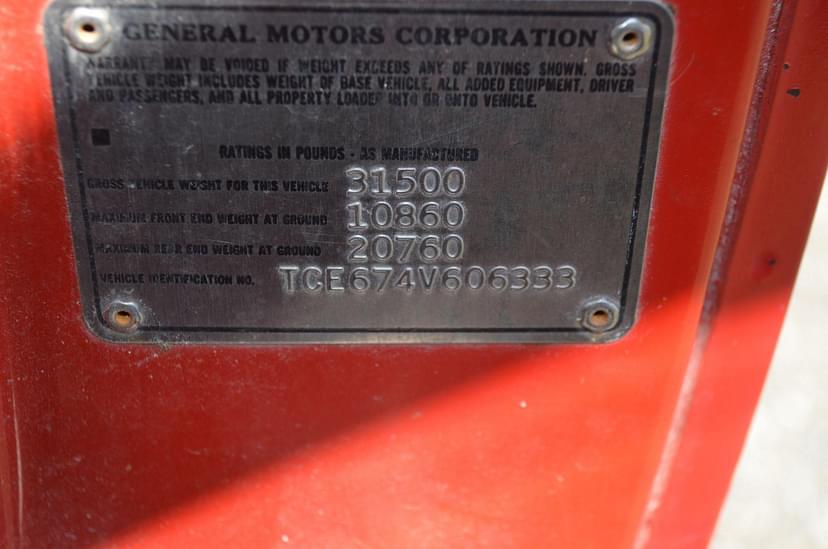 GENERAL MOTORS CORPORATION
WARRANTY MAY BE VOIDED IF WEIGHT EXCEEDS ANY OF RATINGS SHOWN. GROSS
VEHICLE WEIGHT INCLUDES WEIGHT OF BASE VEHICLE, ALL ADDED EQUIPMENT, DRIVER
AND PASSENGERS, AND ALL PROPERTY LOADED INTO OR ONTO VEHICLE.
RATINGS IN POUNDS - AS MANUFACTURED
GROSS VEHICLE WEIGHT FOR THIS VEHICLE 31500
MAXIMUM FRONT END WEIGHT AT GROUND 10860
MAXIMUM REAR END WEIGHT AT GROUND 20760
VEHICLE IDENTIFICATION NO. TCE674V606333